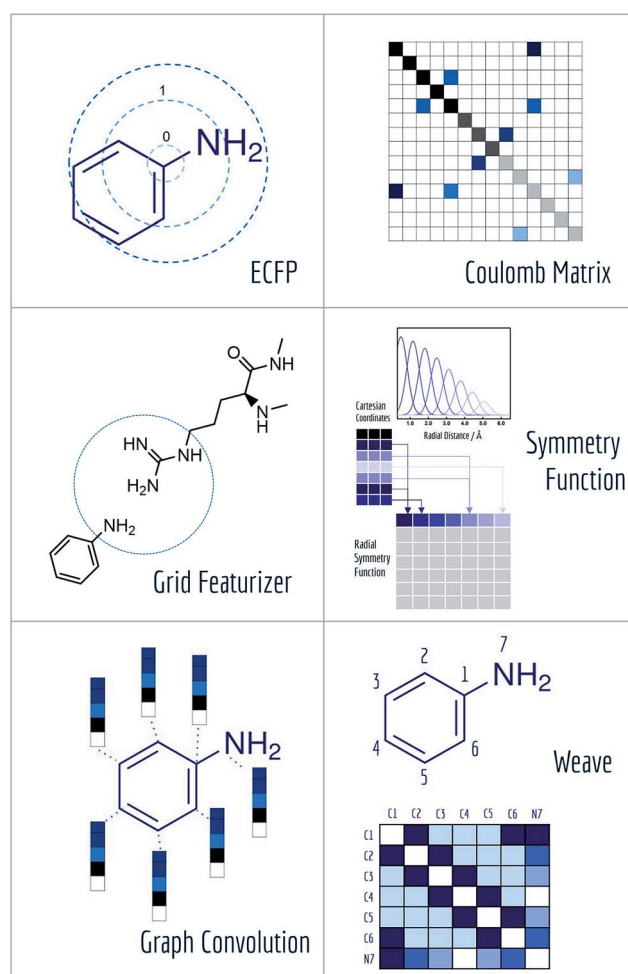 1
0
NH2
ECFP
Coulomb Matrix
O
NH
N
H
HN
N
H
H2N
NH2
Grid Featurizer
1.0 2.0 3.0 4.0 5.0 6.0
Radial Distance / Å
Cartesian
Coordinates
Symmetry
Function
Radial
Symmetry
Function
NH2
Graph Convolution
7
2
1
NH2
3
4
6
5
Weave
C1 C2 C3 C4 C5 C6 N7
C1
C2
C3
C4
C5
C6
N7